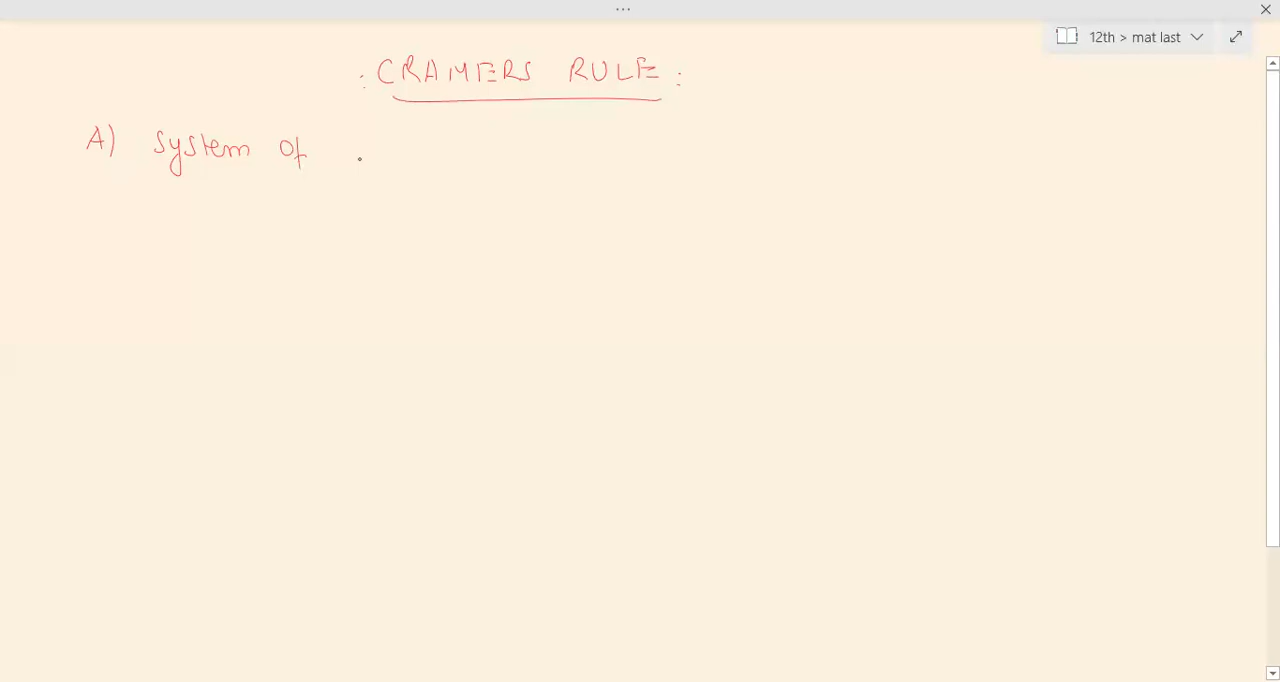 ...
12th > mat last
: CRAMERS RULE :
A) System of